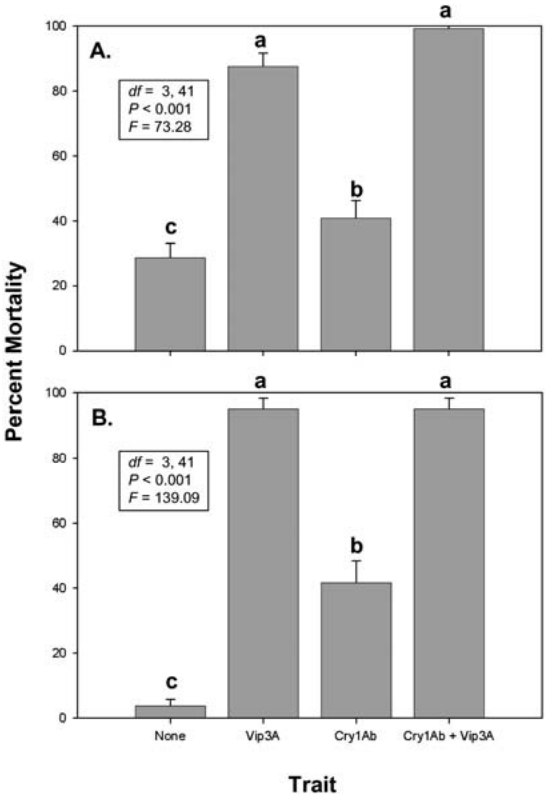 Percent Mortality
A.
df = 3, 41
P < 0.001
F = 73.28
100
80
60
40
20
0
c
a
b
a
B.
df = 3, 41
P < 0.001
F = 139.09
100
80
60
40
20
0
c
a
b
a
None Vip3A Cry1Ab Cry1Ab + Vip3A
Trait